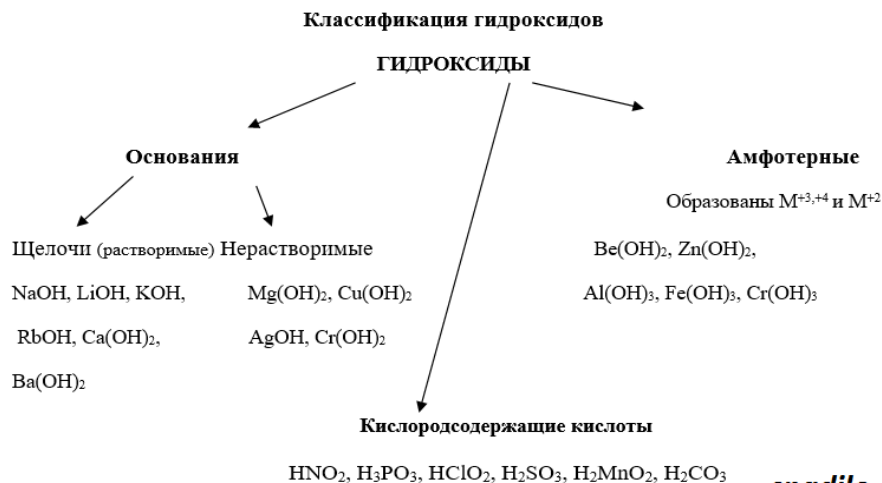 Классификация гидроксидов
ГИДРОКСИДЫ
Основания
Амфотерные
Образованы M+3,+4 и M+2
Щелочи (растворимые) Нерастворимые
Be(OH)2, Zn(OH)2,
NaOH, LiOH, KOH,
Mg(OH)2, Cu(OH)2
Al(OH)3, Fe(OH)3, Cr(OH)3
RbOH, Ca(OH)2,
AgOH, Cr(OH)2
Ba(OH)2
Кислородсодержащие кислоты
HNO2, H3PO3, HClO2, H2SO3, H2MnO2, H2CO3